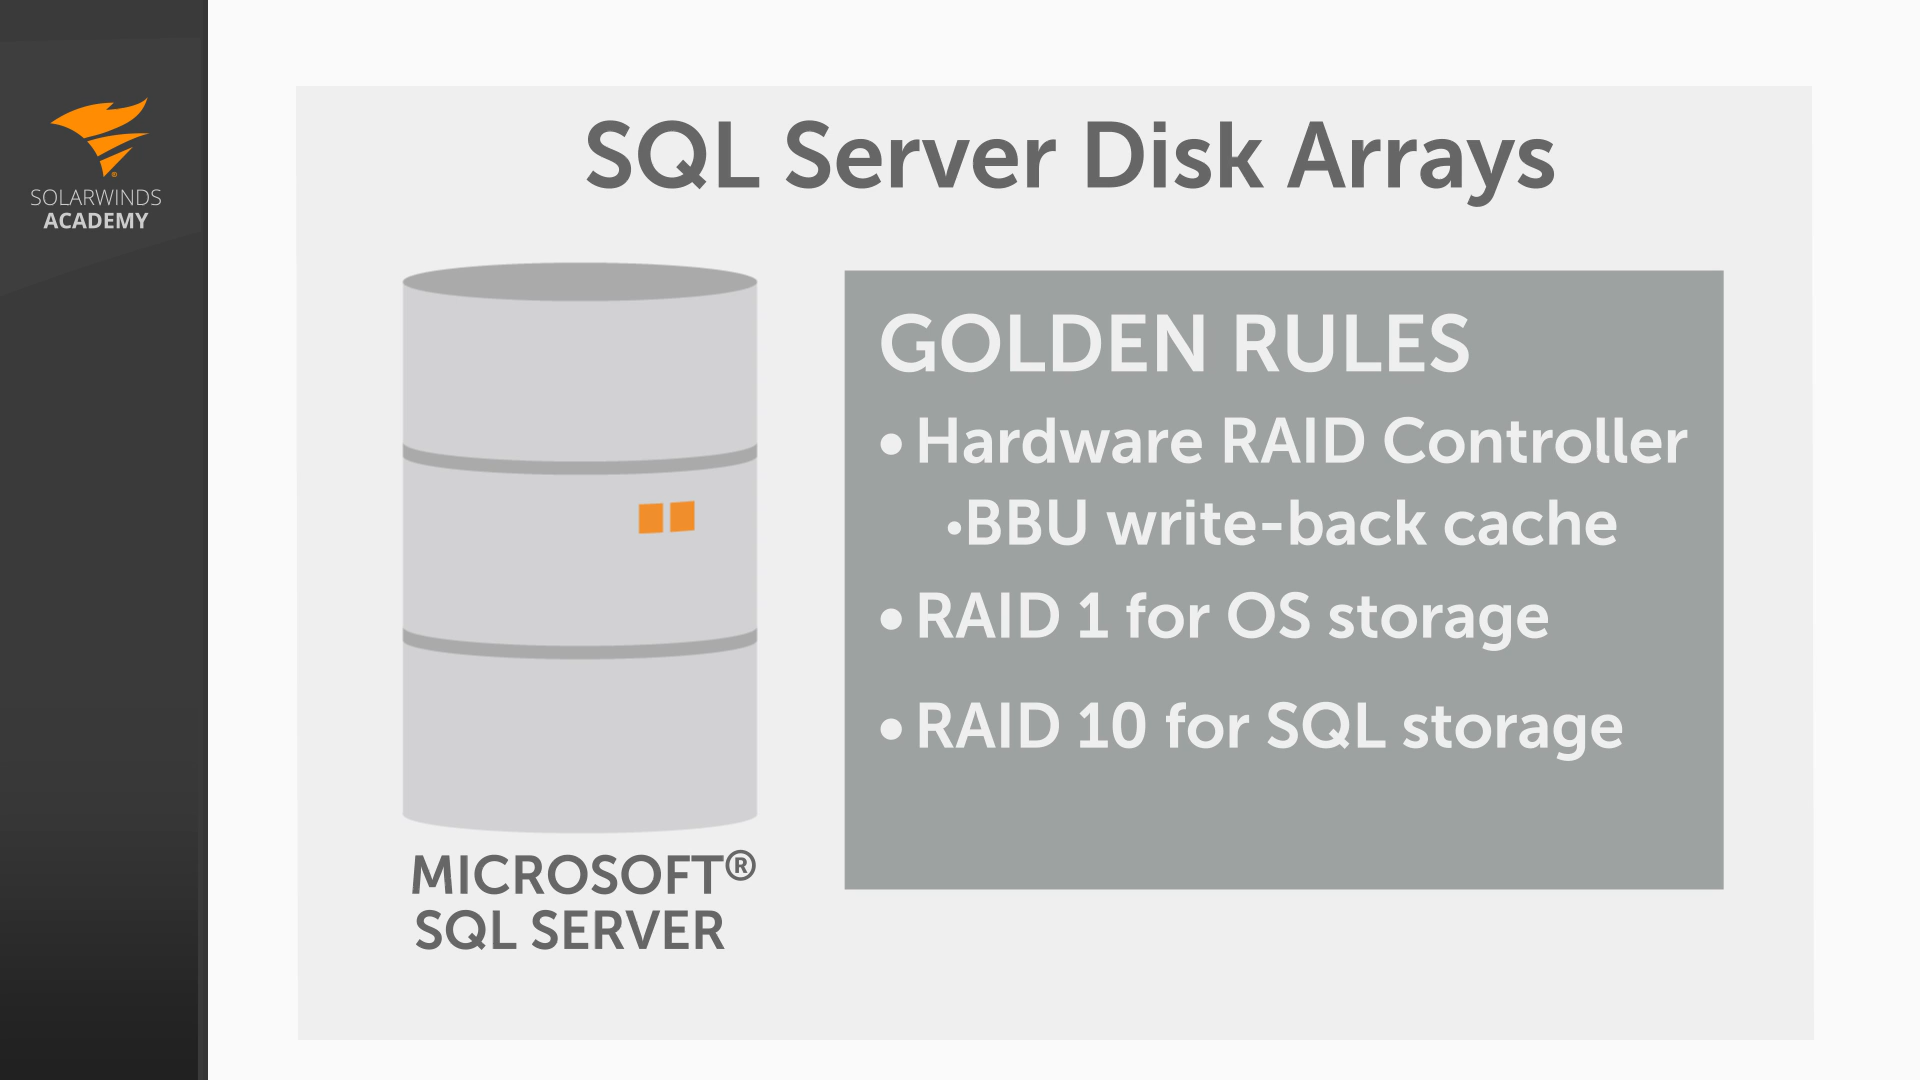 SOLARWINDS
ACADEMY
SQL Server Disk Arrays
GOLDEN RULES
• Hardware RAID Controller
•BBU write-back cache
• RAID 1 for OS storage
• RAID 10 for SQL storage
MICROSOFT®
SQL SERVER